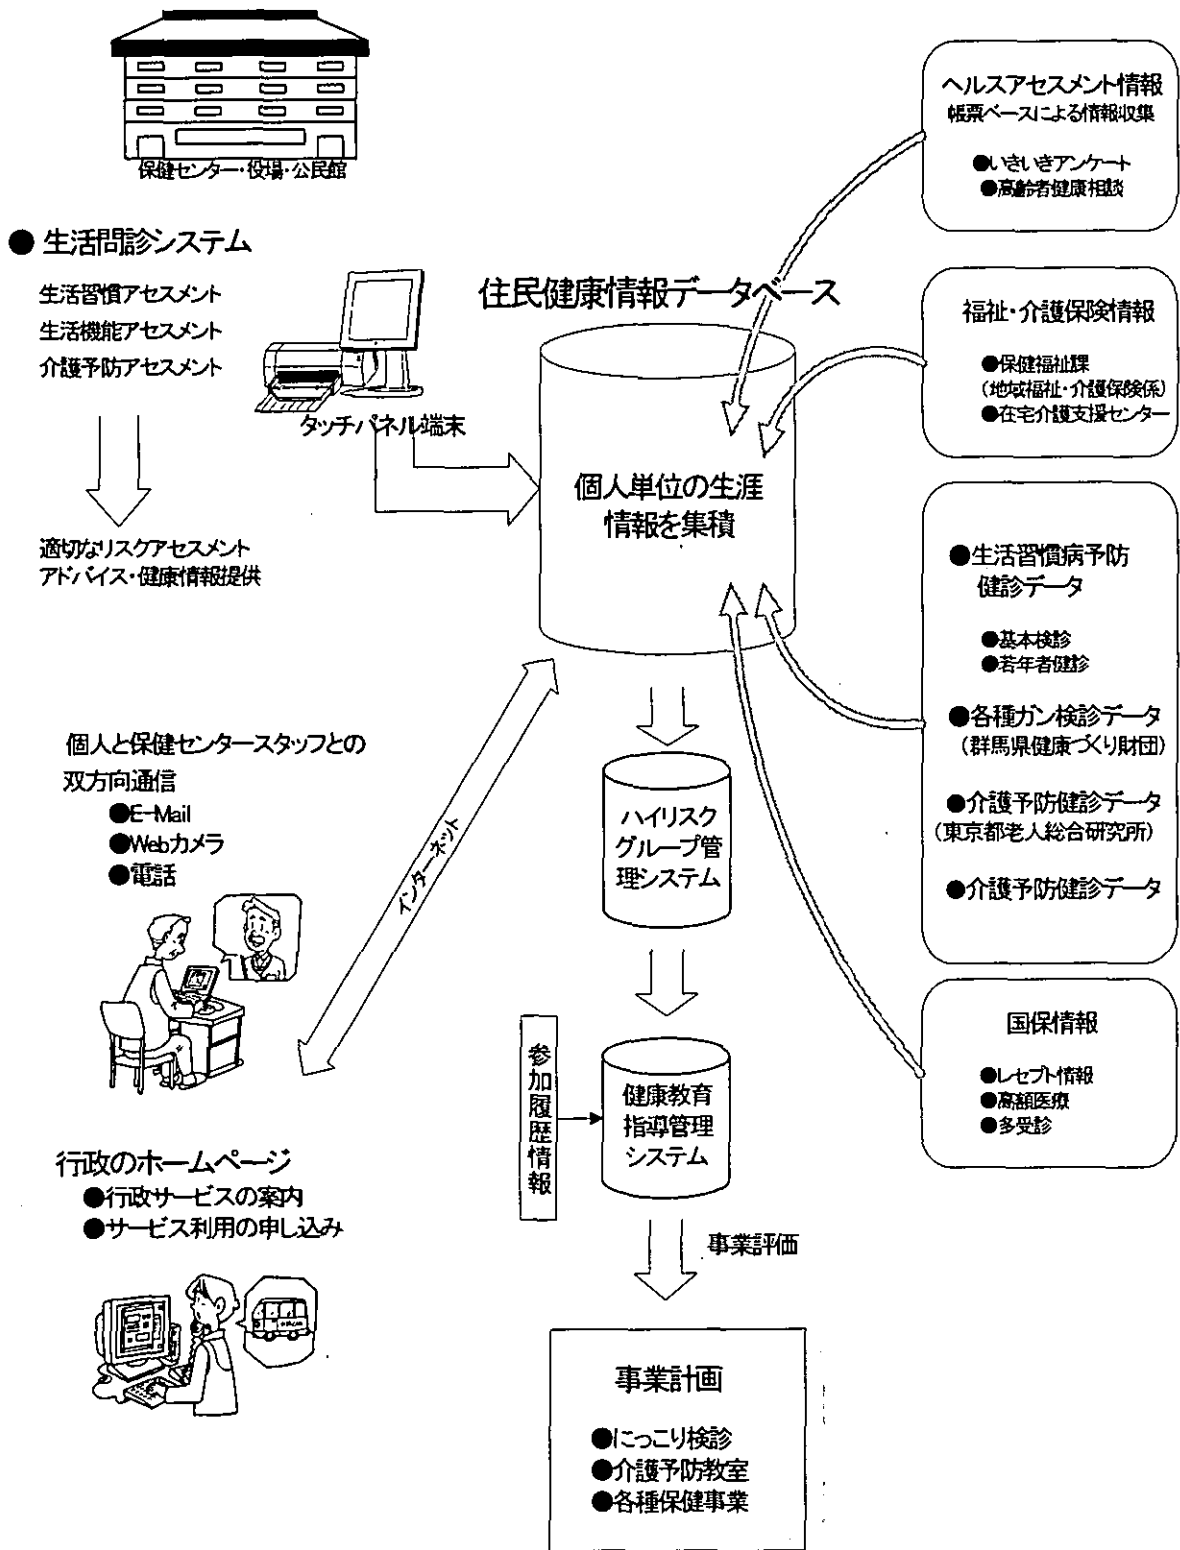 保健センター・役場・公民館
● 生活問診システム
生活習慣アセスメント
生活機能アセスメント
介護予防アセスメント
タッチパネル端末
適切なリスクアセスメント
アドバイス・健康情報提供
住民健康情報データベース
個人単位の生涯
情報を集積
ヘルスアセスメント情報
帳票ベースによる情報収集
●いきいきアンケート
●高齢者健康相談
福祉・介護保険情報
●保健福祉課
(地域福祉・介護保険係)
●在宅介護支援センター
●生活習慣病予防
健診データ
●基本検診
●若年者健診
●各種ガン検診データ
(群馬県健康づくり財団)
●介護予防健診データ
(東京都老人総合研究所)
●介護予防健診データ
国保情報
●レセプト情報
●高額医療
●多受診
個人と保健センタースタッフとの
双方向通信
●E-Mail
●Webカメラ
●電話
インターネット
行政のホームページ
●行政サービスの案内
●サービス利用の申し込み
ハイリスク
グループ管
理システム
参加履歴情報
健康教育
指導管理
システム
事業評価
事業計画
●にっこり検診
●介護予防教室
●各種保健事業